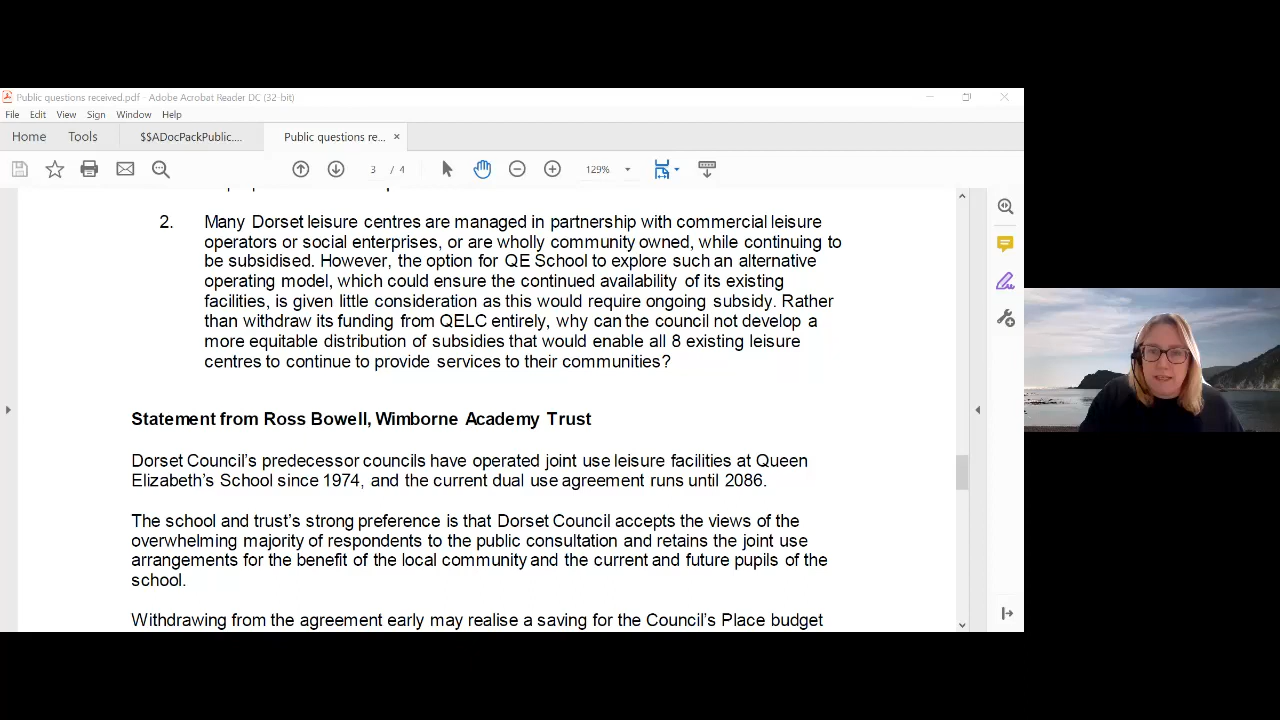 Public questions received.pdf - Adobe Acrobat Reader DC (32-bit)
File Edit View Sign Window Help
Home Tools $$ADocPackPublic.... Public questions re... ×
3 / 4 129%
2. Many Dorset leisure centres are managed in partnership with commercial leisure
operators or social enterprises, or are wholly community owned, while continuing to
be subsidised. However, the option for QE School to explore such an alternative
operating model, which could ensure the continued availability of its existing
facilities, is given little consideration as this would require ongoing subsidy. Rather
than withdraw its funding from QELC entirely, why can the council not develop a
more equitable distribution of subsidies that would enable all 8 existing leisure
centres to continue to provide services to their communities?
Statement from Ross Bowell, Wimborne Academy Trust
Dorset Council's predecessor councils have operated joint use leisure facilities at Queen
Elizabeth's School since 1974, and the current dual use agreement runs until 2086.
The school and trust's strong preference is that Dorset Council accepts the views of the
overwhelming majority of respondents to the public consultation and retains the joint use
arrangements for the benefit of the local community and the current and future pupils of the
school.
Withdrawing from the agreement early may realise a saving for the Council's Place budget